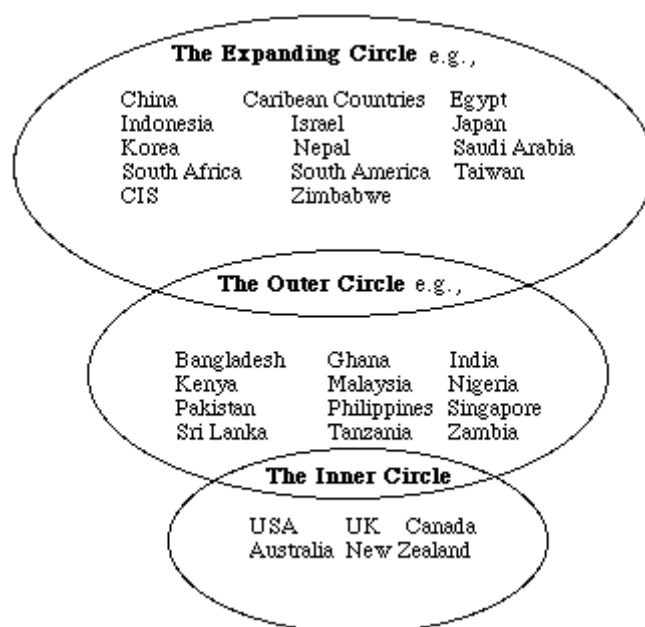 The Expanding Circle e.g.,
China Caribean Countries Egypt
Indonesia Israel Japan
Korea Nepal Saudi Arabia
South Africa South America Taiwan
CIS Zimbabwe
The Outer Circle e.g.,
Bangladesh Ghana India
Kenya Malaysia Nigeria
Pakistan Philippines Singapore
Sri Lanka Tanzania Zambia
The Inner Circle
USA UK Canada
Australia New Zealand